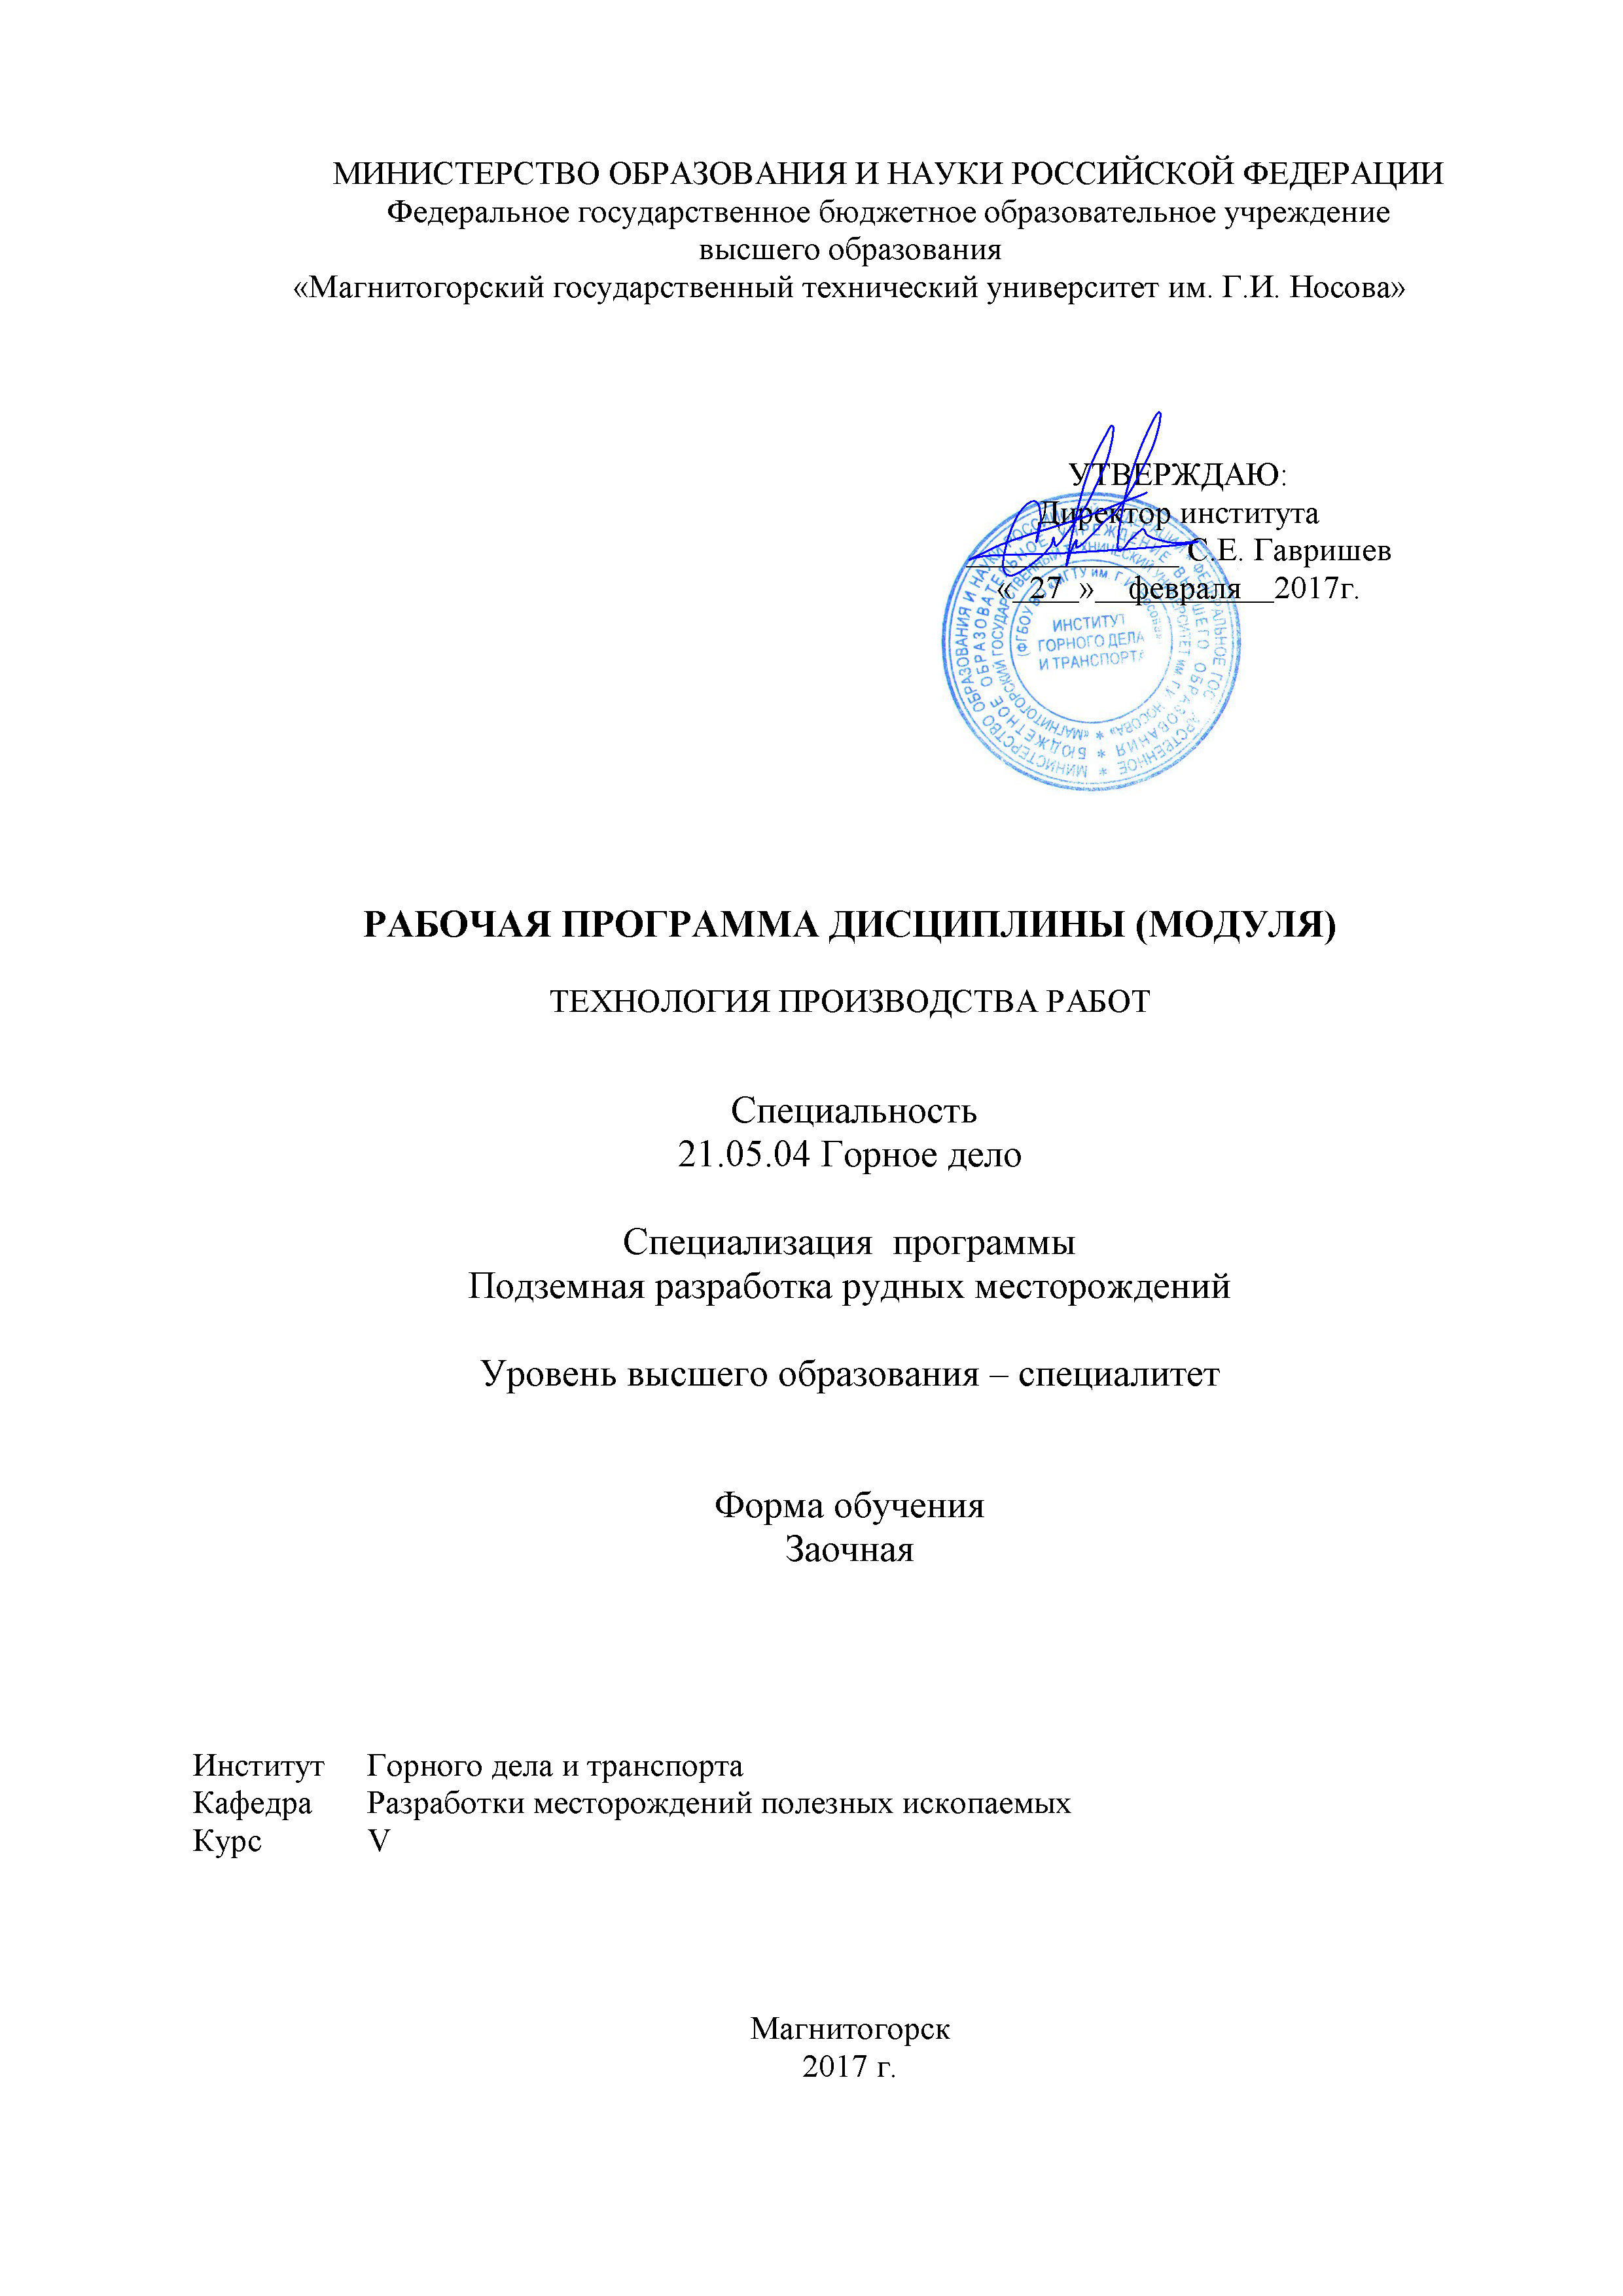 МИНИСТЕРСТВО ОБРАЗОВАНИЯ И НАУКИ РОССИЙСКОЙ ФЕДЕРАЦИИ
Федеральное государственное бюджетное образовательное учреждение
высшего образования
«Магнитогорский государственный технический университет им. Г.И. Носова»
УТВЕРЖДАЮ:
Директор института
С.Е. Гавришев
«_27_»__февраля__2017г.
ИНСТИТУТ
ГОРНОГО ДЕЛА
И ТРАНСПОРТА
РАБОЧАЯ ПРОГРАММА ДИСЦИПЛИНЫ (МОДУЛЯ)
ТЕХНОЛОГИЯ ПРОИЗВОДСТВА РАБОТ
Специальность
21.05.04 Горное дело
Специализация программы
Подземная разработка рудных месторождений
Уровень высшего образования – специалитет
Форма обучения
Заочная
Институт Горного дела и транспорта
Кафедра Разработки месторождений полезных ископаемых
Курс V
Магнитогорск
2017 г.